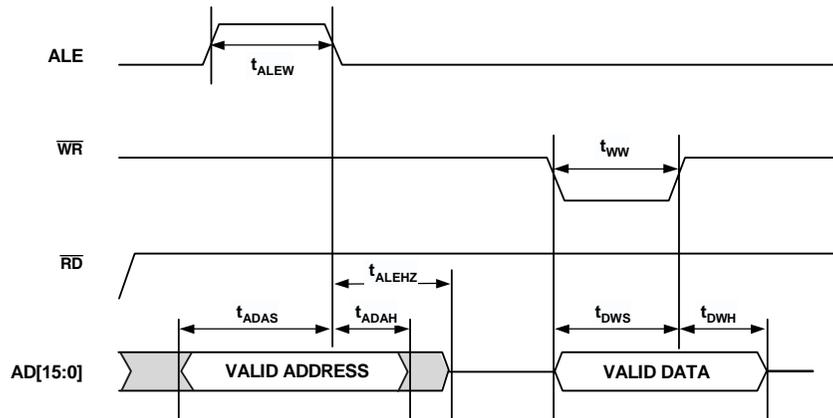 ALE
tALEW
WR
tWW
RD
tALEHZ
tADAS
tADAH
tDWS
tDWH
AD[15:0]
VALID ADDRESS
VALID DATA